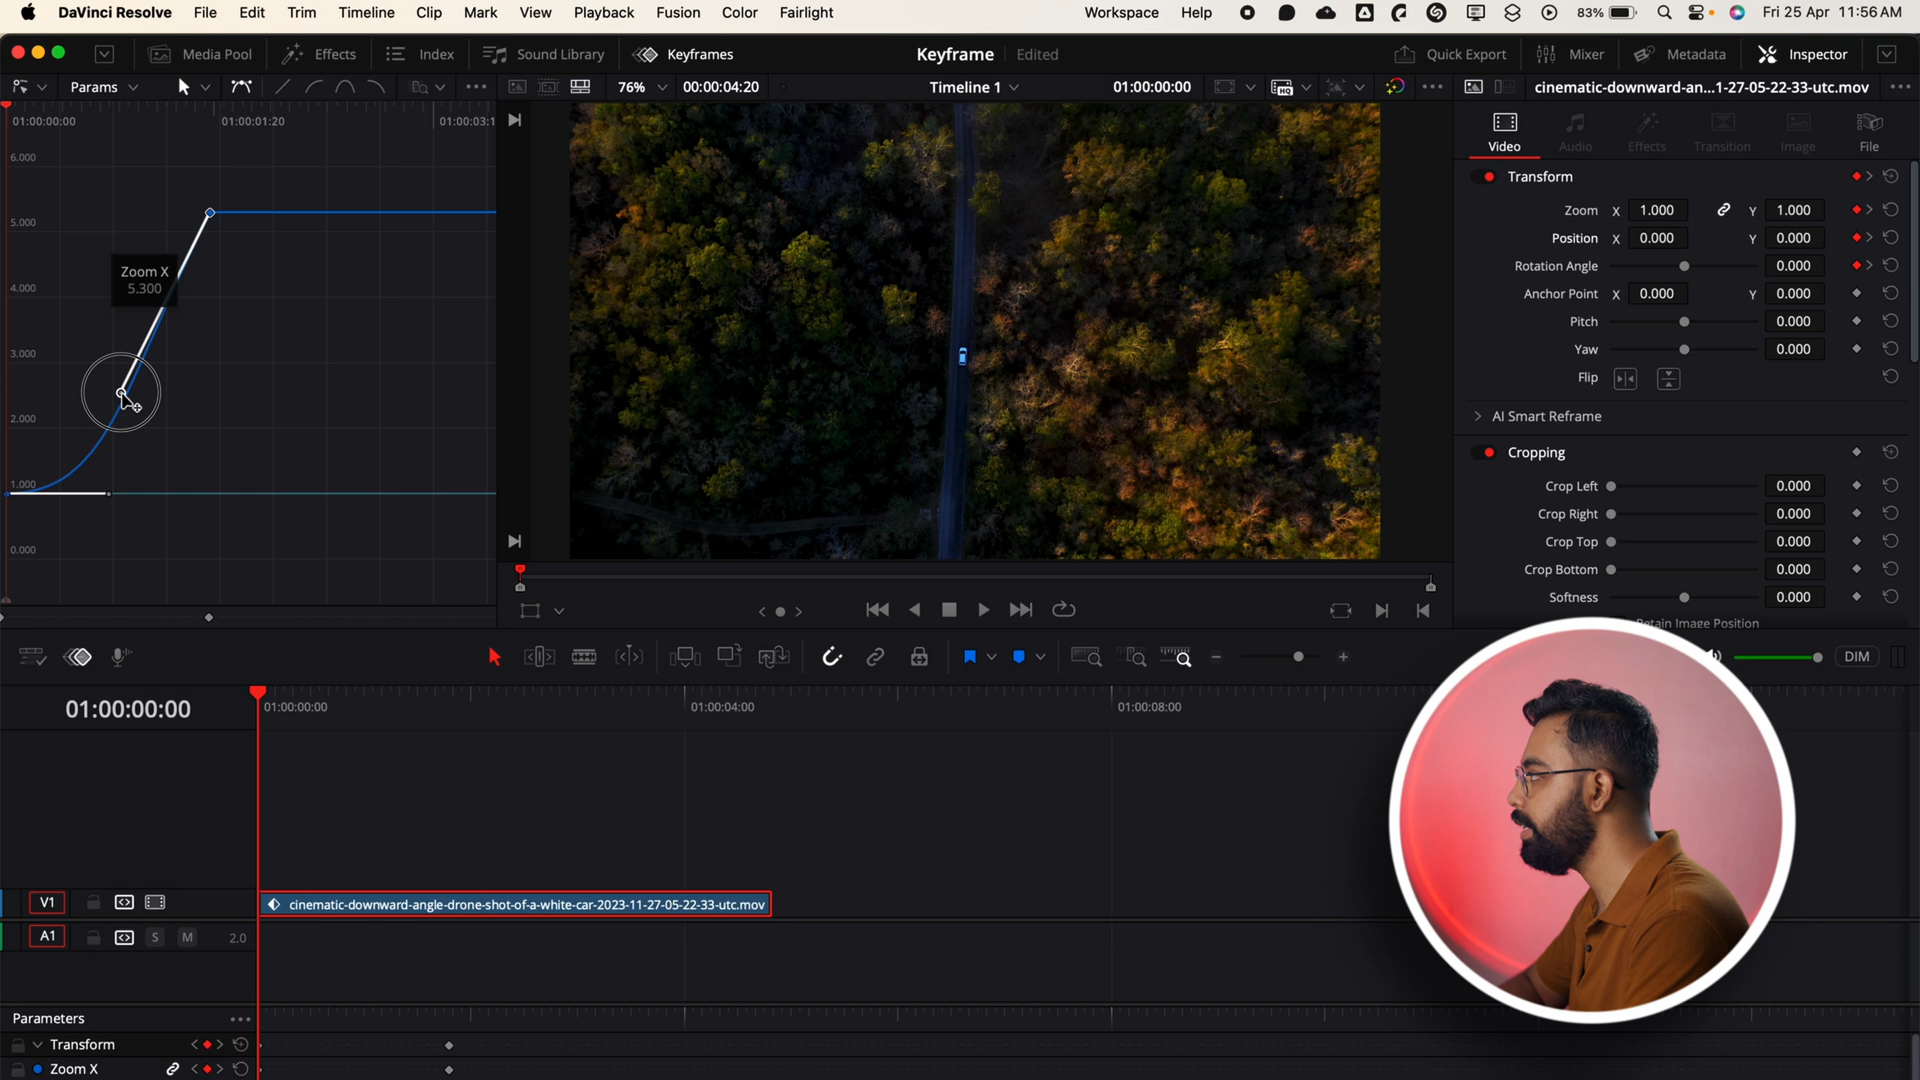 DaVinci Resolve File Edit Trim Timeline Clip Mark View Playback Fusion Color Fairlight Workspace Help 83% Fri 25 Apr 11:56 AM
Media Pool Effects Index Sound Library Keyframes Keyframe Edited Quick Export Mixer Metadata Inspector
Params 76% 00:00:04:20 Timeline 1 01:00:00:00 cinematic-downward-an...1-27-05-22-33-utc.mov
01:00:00:00 01:00:01:20 01:00:03:1
Video Audio Effects Transition Image File
6.000
Transform
5.000
Zoom X 1.000 Y 1.000
Position X 0.000 Y 0.000
Zoom X
5.300
Rotation Angle 0.000
4.000
Anchor Point X 0.000 Y 0.000
Pitch 0.000
3.000
Yaw 0.000
Flip
2.000
AI Smart Reframe
Cropping
1.000
Crop Left 0.000
Crop Right 0.000
0.000
Crop Top 0.000
Crop Bottom 0.000
Softness 0.000
Retain Image Position
DIM
01:00:00:00 01:00:00:00 01:00:04:00 01:00:08:00
V1 cinematic-downward-angle-drone-shot-of-a-white-car-2023-11-27-05-22-33-utc.mov
A1 S M 2.0
Parameters
Transform
Zoom X